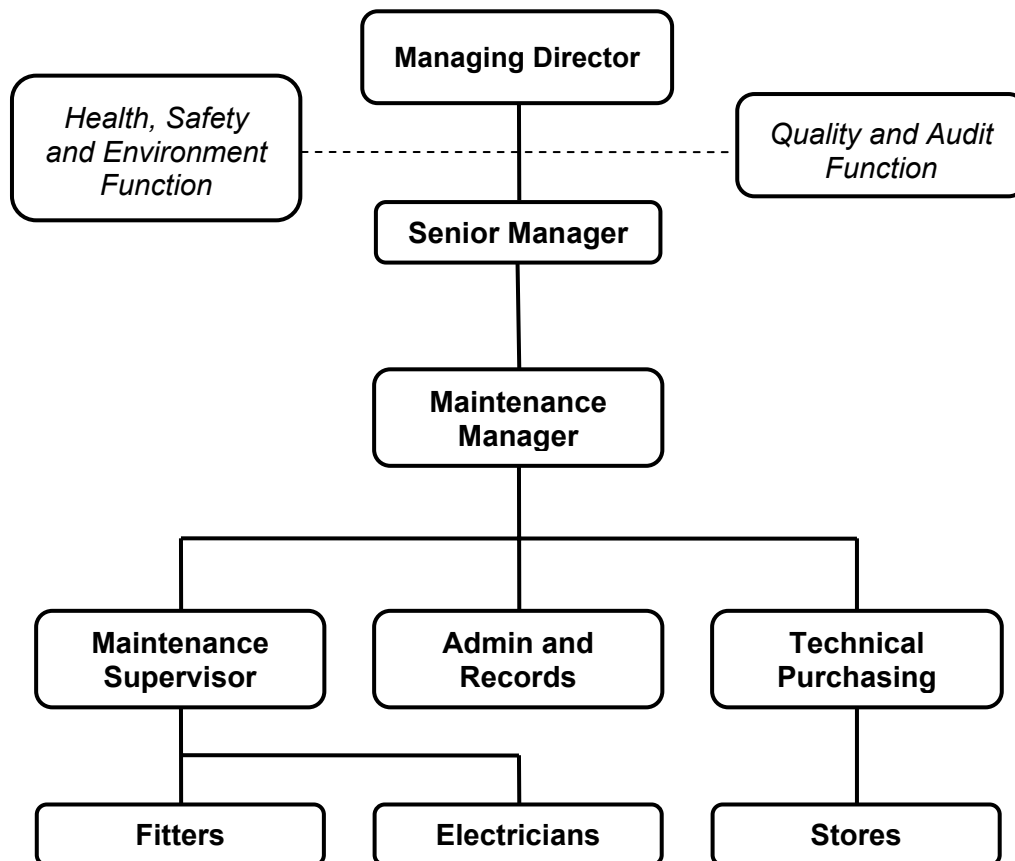 Managing Director
Health, Safety
and Environment
Function
Quality and Audit
Function
Senior Manager
Maintenance
Manager
Maintenance
Supervisor
Admin and
Records
Technical
Purchasing
Fitters
Electricians
Stores